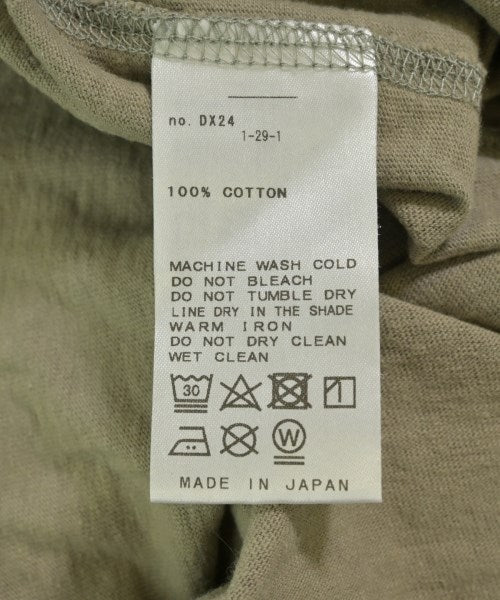 no. DX24
1-29-1
100% COTTON
MACHINE WASH COLD
DO NOT BLEACH
DO NOT TUMBLE DRY
LINE DRY IN THE SHADE
WARM IRON
DO NOT DRY CLEAN
WET CLEAN
30
W
MADE IN JAPAN